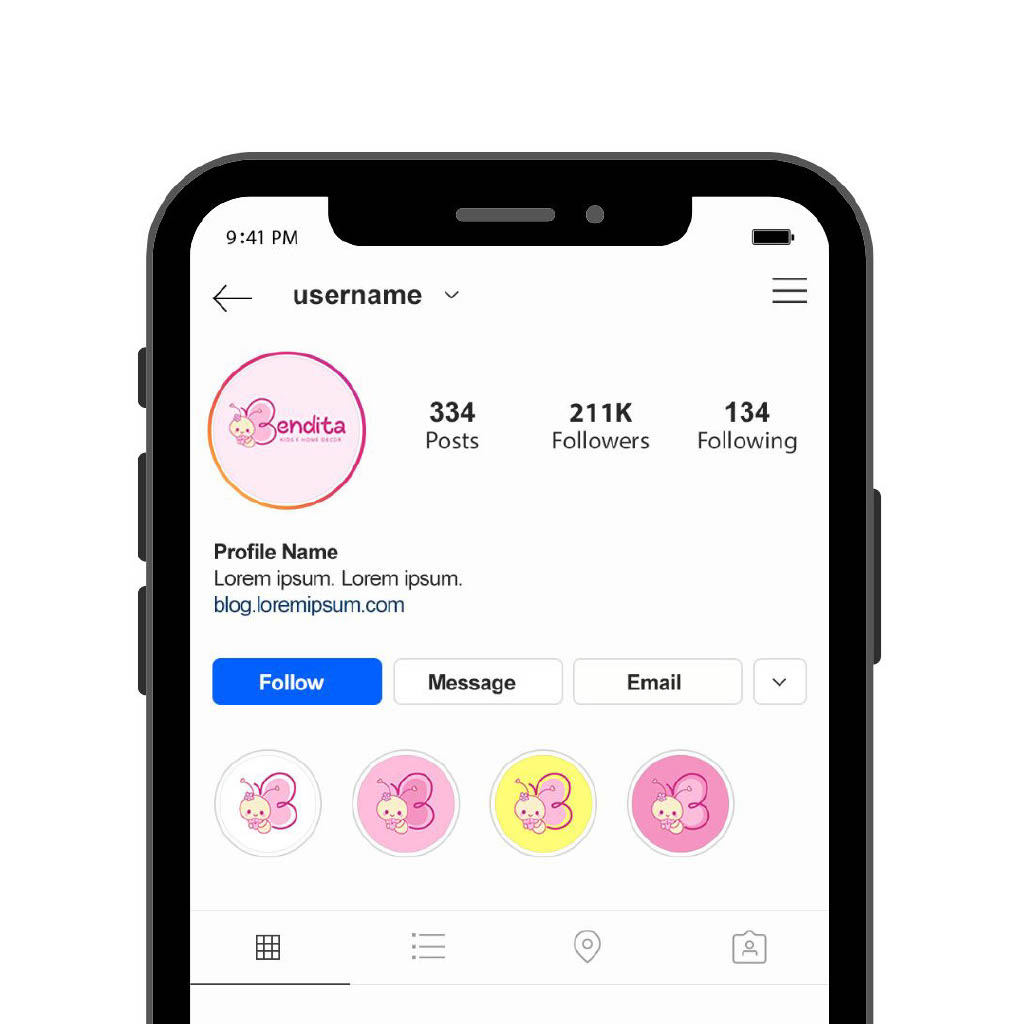 9:41 PM
username
Bendita
KIDS E HOME DECOR
334
Posts
211K
Followers
134
Following
Profile Name
Lorem ipsum. Lorem ipsum.
blog.loremipsum.com
Follow
Message
Email
B
B
B
B